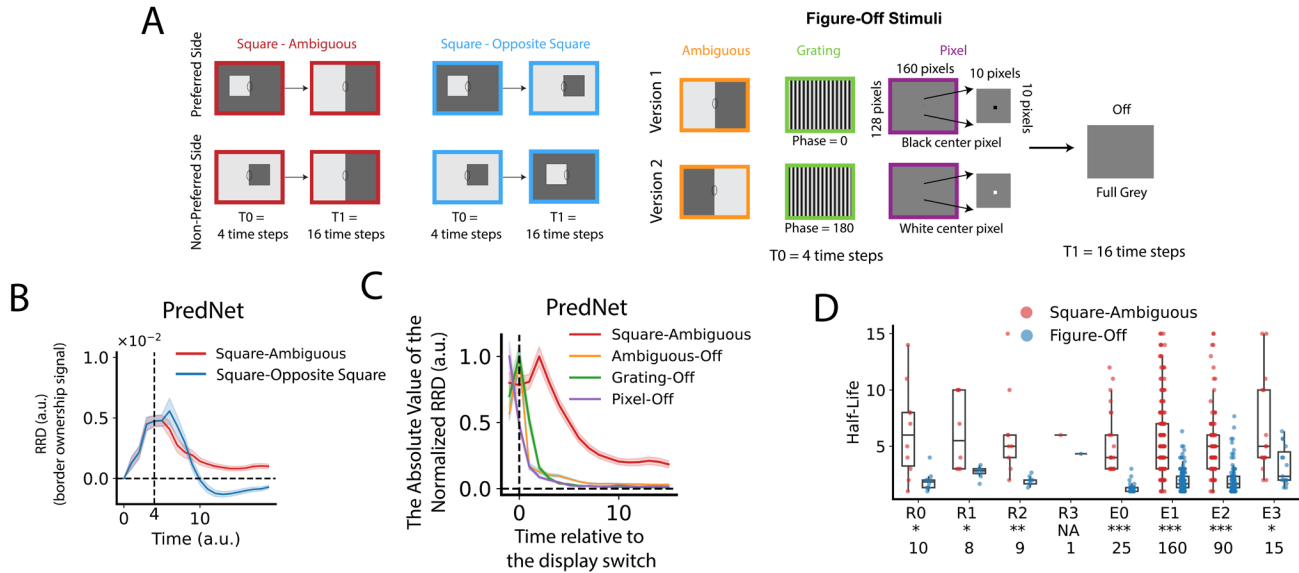 A
Figure-Off Stimuli
Square - Ambiguous
Square - Opposite Square
Ambiguous
Grating
Pixel
Preferred Side
Non-Preferred Side
T0 =
4 time steps
T1 =
16 time steps
T0 =
4 time steps
T1 =
16 time steps
Version 1
Version 2
Phase = 0
Phase = 180
160 pixels
128 pixels
10 pixels
10 pixels
Black center pixel
White center pixel
Off
Full Grey
T0 = 4 time steps
T1 = 16 time steps
B
PredNet
×10⁻²
Square-Ambiguous
Square-Opposite Square
RRD (a.u.)
(border ownership signal)
1.0
0.5
0.0
0
4
10
Time (a.u.)
C
PredNet
The Absolute Value of the
Normalized RRD (a.u.)
Square-Ambiguous
Ambiguous-Off
Grating-Off
Pixel-Off
1.0
0.5
0.0
0
10
Time relative to
the display switch
D
Square-Ambiguous
Figure-Off
Half-Life
15
10
5
R0 R1 R2 R3 E0 E1 E2 E3
* * ** NA *** *** *** *
10 8 9 1 25 160 90 15